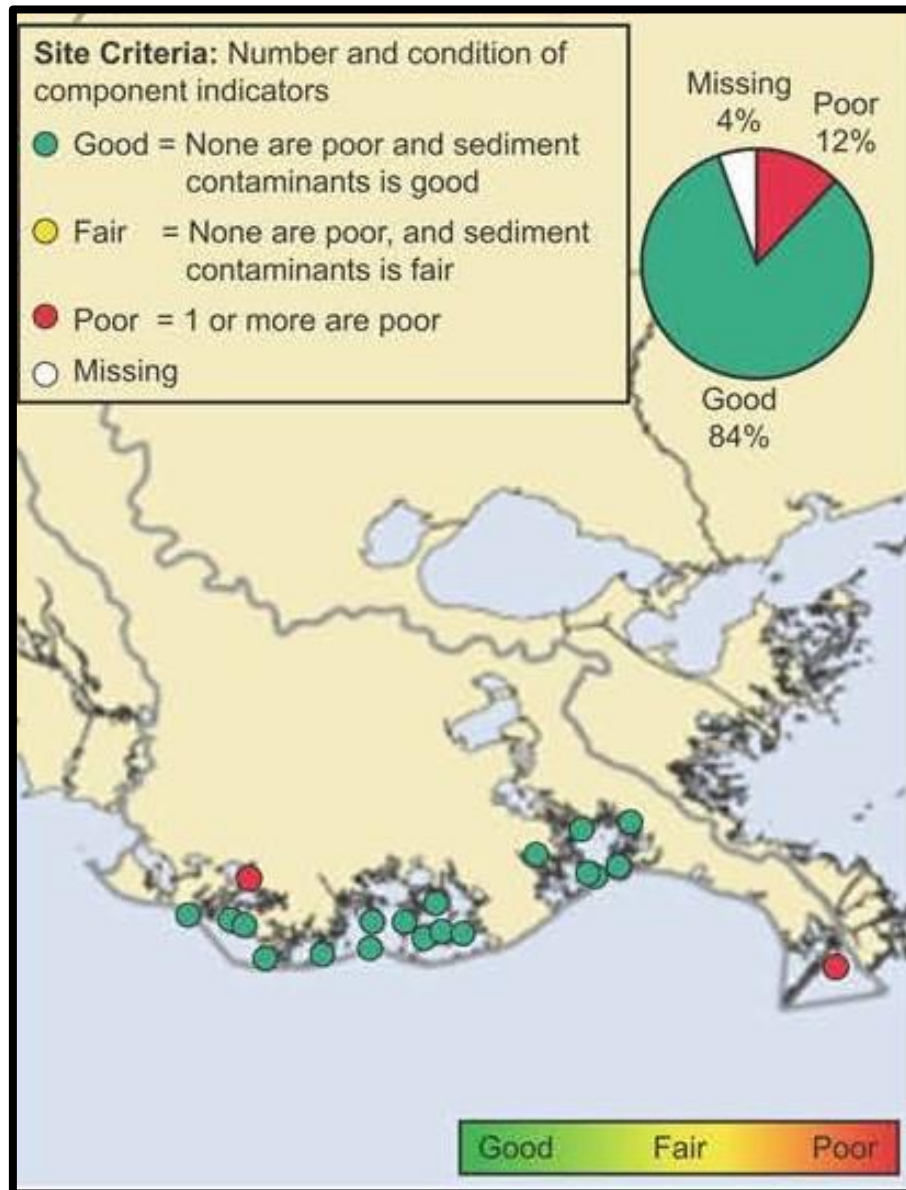 Site Criteria: Number and condition of
component indicators
Good = None are poor and sediment
contaminants is good
Fair = None are poor, and sediment
contaminants is fair
Poor = 1 or more are poor
Missing
Missing
4%
Poor
12%
Good
84%
Good Fair Poor